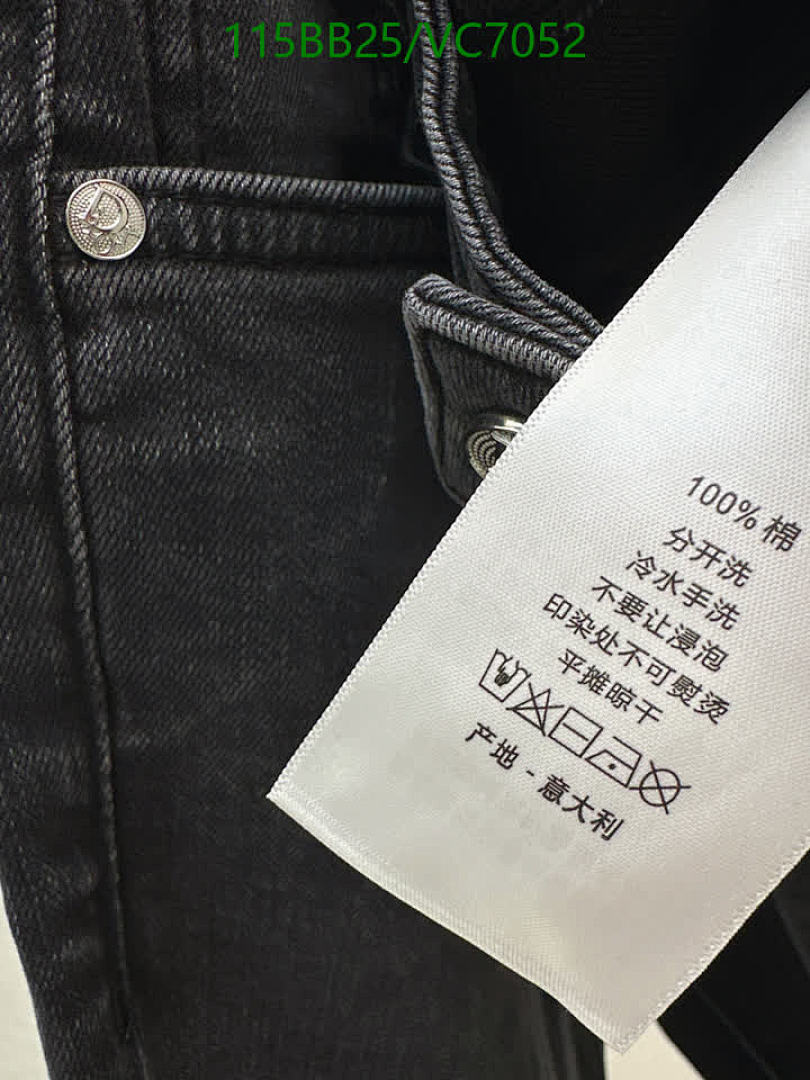 115BB25/VC7052
100% 棉
分开洗
冷水手洗
不要让浸泡
印染处不可熨烫
平摊晾干
产地 - 意大利